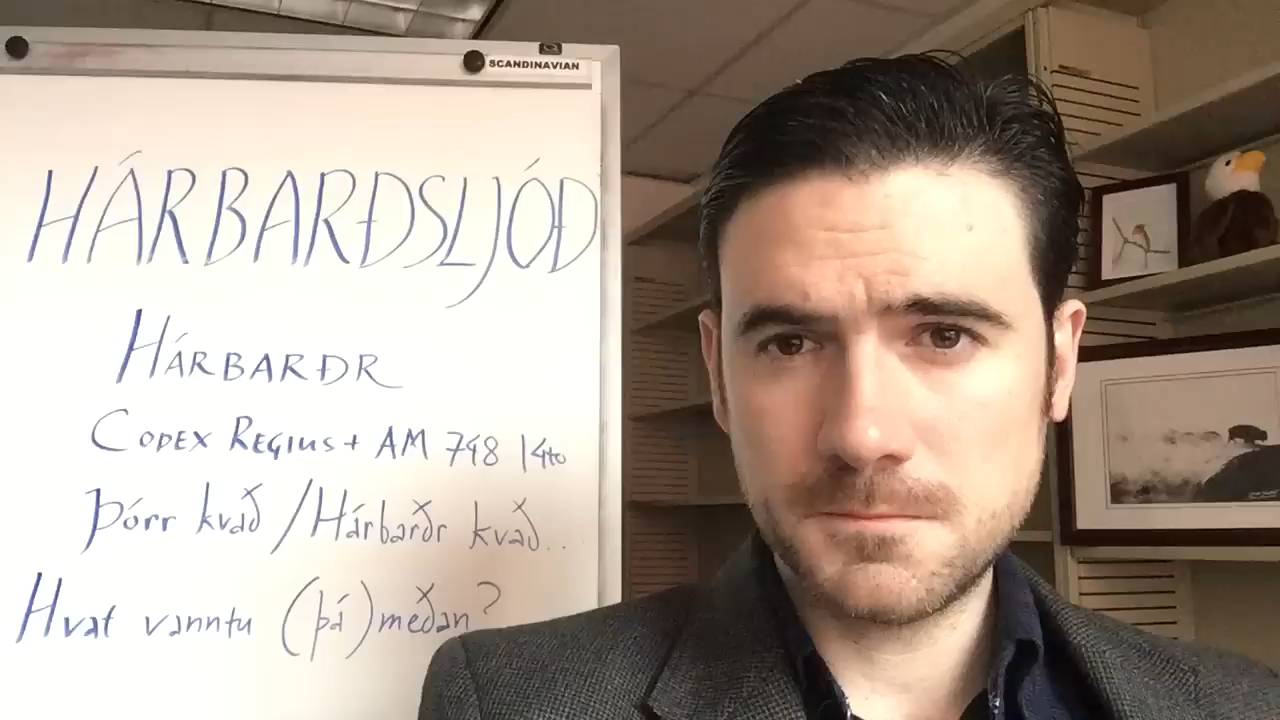 SCANDINAVIAN
HÁRBARÐSLJÓÐ
HÁRBARÐR
CODEX REGIUS + AM 748 I 4to
Þórr kvað / Hárbarðr kvað...
Hvat vanntu (þá) meðan?